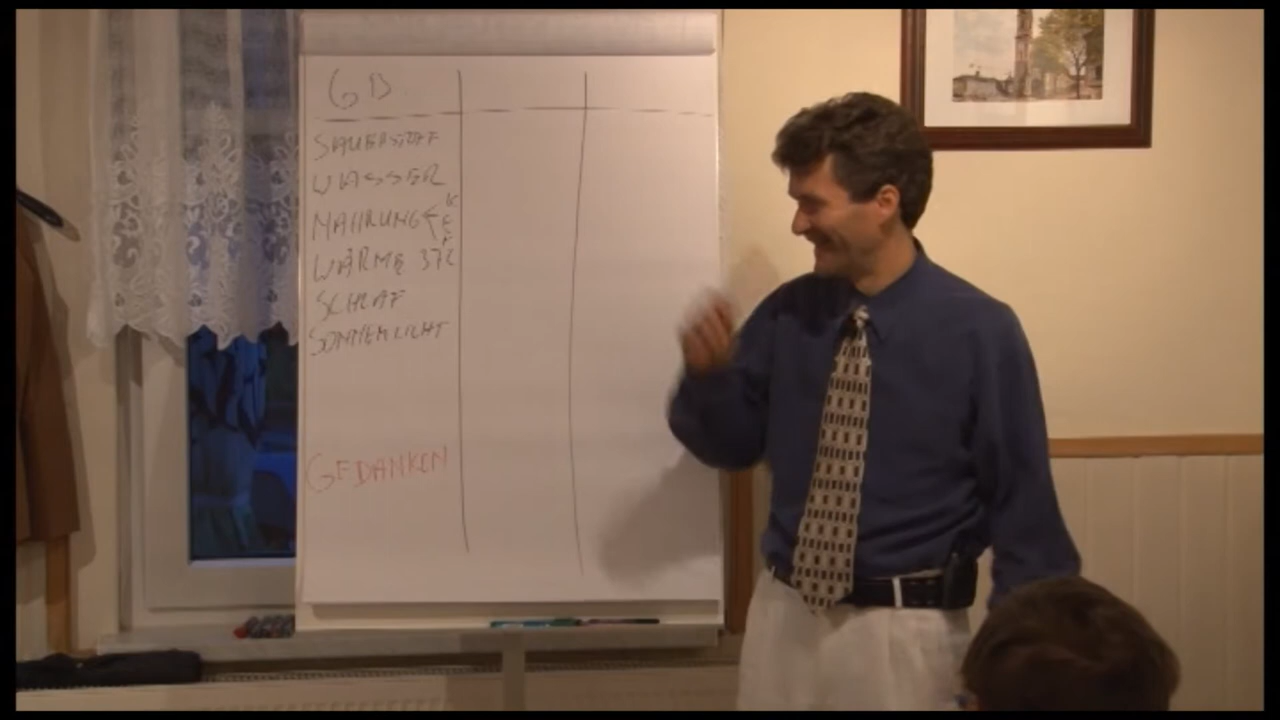 GB
SAUERSTOFF
WASSER
NAHRUNG < K E F
WÄRME 37°C
SCHLAF
SONNENLICHT
GEDANKEN